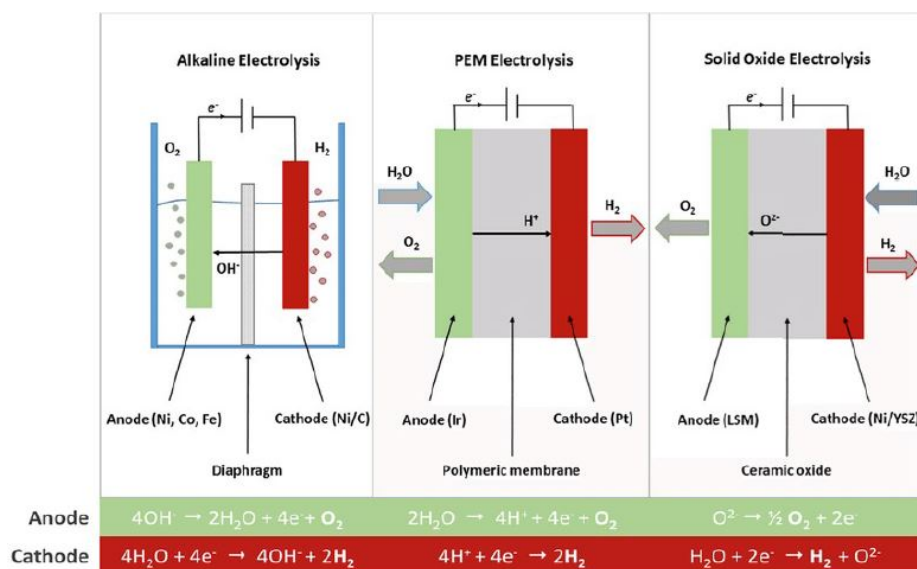 Alkaline Electrolysis
e⁻
O₂
H₂
OH⁻
Anode (Ni, Co, Fe)
Cathode (Ni/C)
Diaphragm
PEM Electrolysis
e⁻
H₂O
H⁺
H₂
O₂
Anode (Ir)
Cathode (Pt)
Polymeric membrane
Solid Oxide Electrolysis
e⁻
H₂O
O₂
O²⁻
H₂
Anode (LSM)
Cathode (Ni/YSZ)
Ceramic oxide
Anode 4OH⁻ → 2H₂O + 4e⁻ + O₂ 2H₂O → 4H⁺ + 4e⁻ + O₂ O²⁻ → ½ O₂ + 2e⁻
Cathode 4H₂O + 4e⁻ → 4OH⁻ + 2H₂ 4H⁺ + 4e⁻ → 2H₂ H₂O + 2e⁻ → H₂ + O²⁻